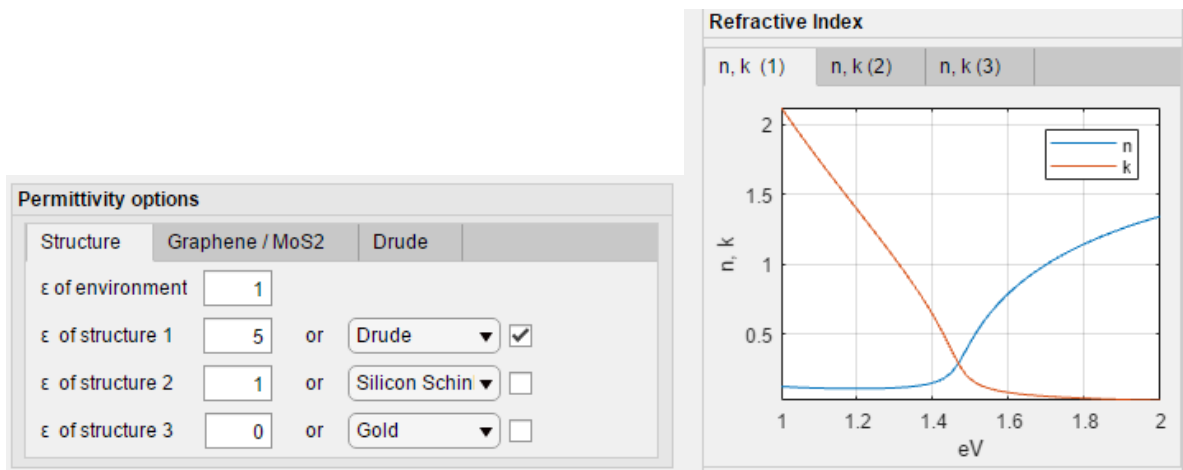 Permittivity options
Structure Graphene / MoS2 Drude
ε of environment 1
ε of structure 1 5 or Drude
ε of structure 2 1 or Silicon Schin
ε of structure 3 0 or Gold
Refractive Index
n, k (1) n, k (2) n, k (3)
n, k
2
1.5
1
0.5
n
k
1 1.2 1.4 1.6 1.8 2
eV